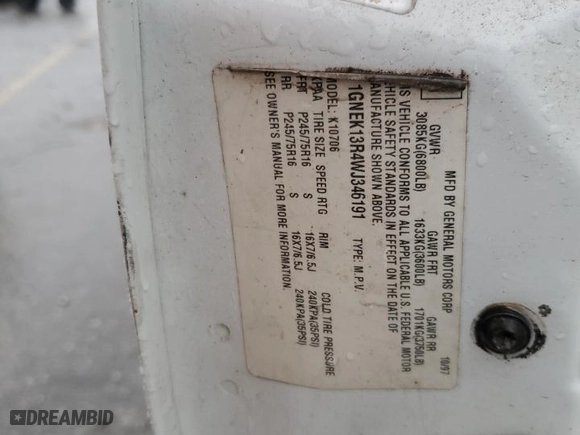 MFD BY GENERAL MOTORS CORP 10/97
GVWR GAWR FRT GAWR RR
3085KG(6800LB) 1633KG(3600LB) 1701KG(3750LB)
IS VEHICLE CONFORMS TO ALL APPLICABLE U.S. FEDERAL MOTOR
HICLE SAFETY STANDARDS IN EFFECT ON THE DATE OF
ANUFACTURE SHOWN ABOVE.
1GNEK13R4WJ346191 TYPE: M.P.V.
MODEL: K10706
TIRE SIZE SPEED RTG RIM COLD TIRE PRESSURE
FRT P245/75R16 S 16X7/6.5J 240KPA(35PSI)
RR P245/75R16 S 16X7/6.5J 240KPA(35PSI)
SEE OWNER'S MANUAL FOR MORE INFORMATION.
DREAMBID